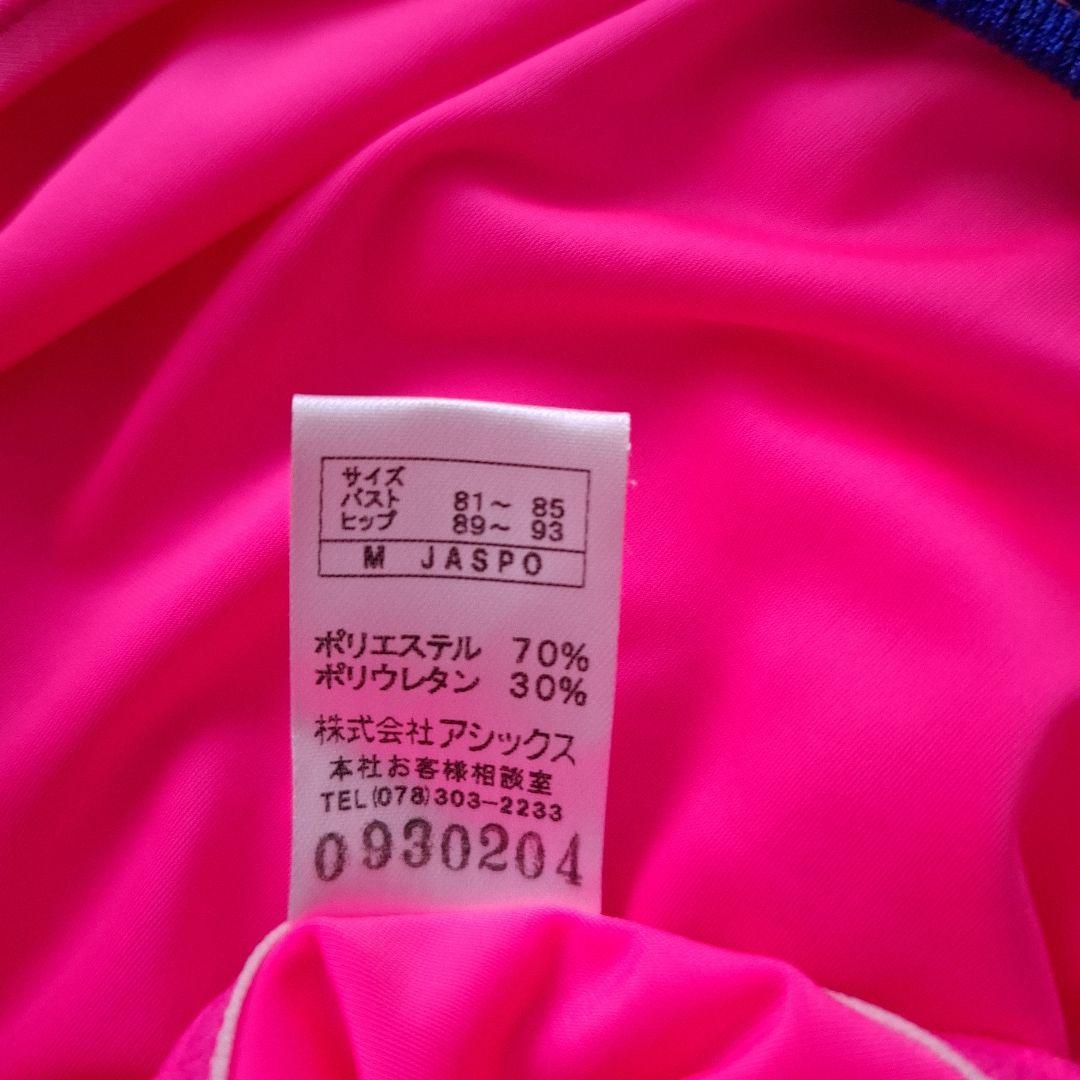 サイズ
バスト 81～ 85
ヒップ 89～ 93
M JASPO
ポリエステル 70%
ポリウレタン 30%
株式会社アシックス
本社お客様相談室
TEL(078)303-2233
0930204